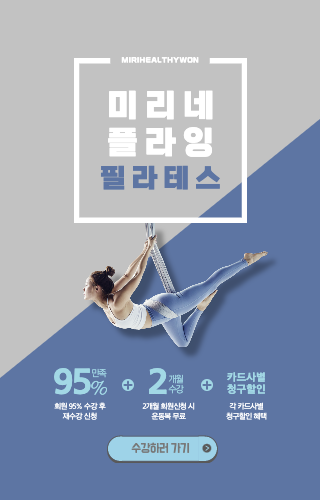 MIRIHEALTHYWON
미리네
플라잉
필라테스
95% 만족
+
2 개월 수강
+
카드사별
청구할인
회원 95% 수강 후
재수강 신청
2개월 회원신청 시
운동복 무료
각 카드사별
청구할인 혜택
수강하러 가기